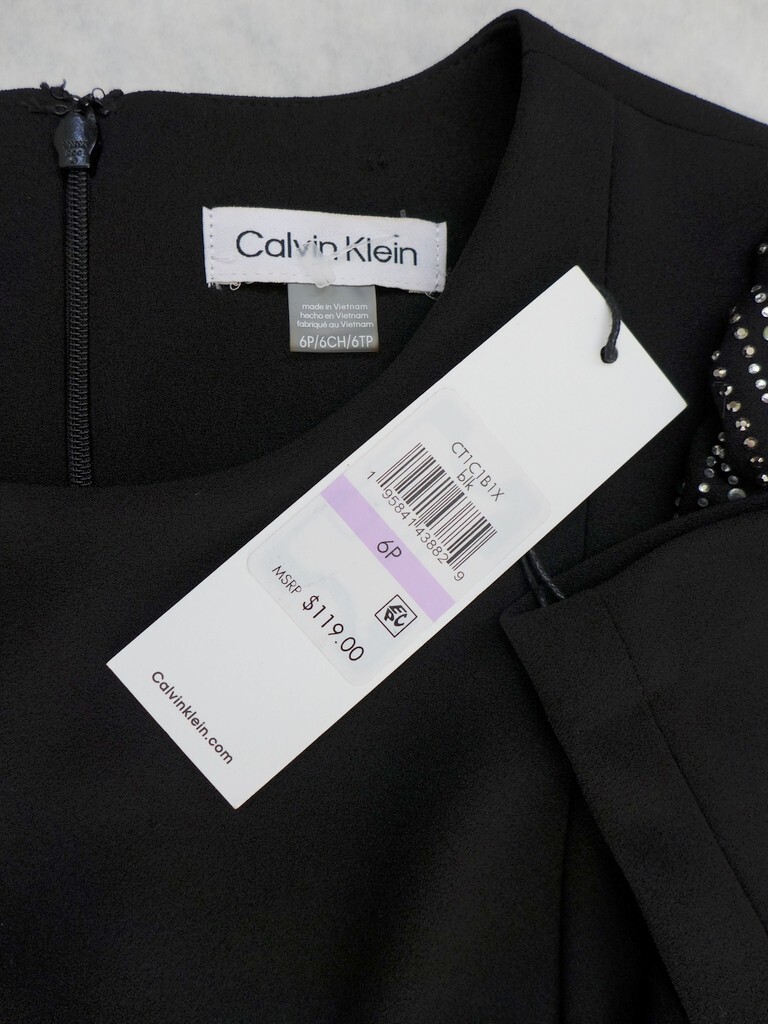 Calvin Klein
made in Vietnam
hecho en Vietnam
fabriqué au Vietnam
6P/6CH/6TP
CT1C1B1X
blk
1 95841 43882 9
6P
MSRP $119.00
EPC
Calvinklein.com